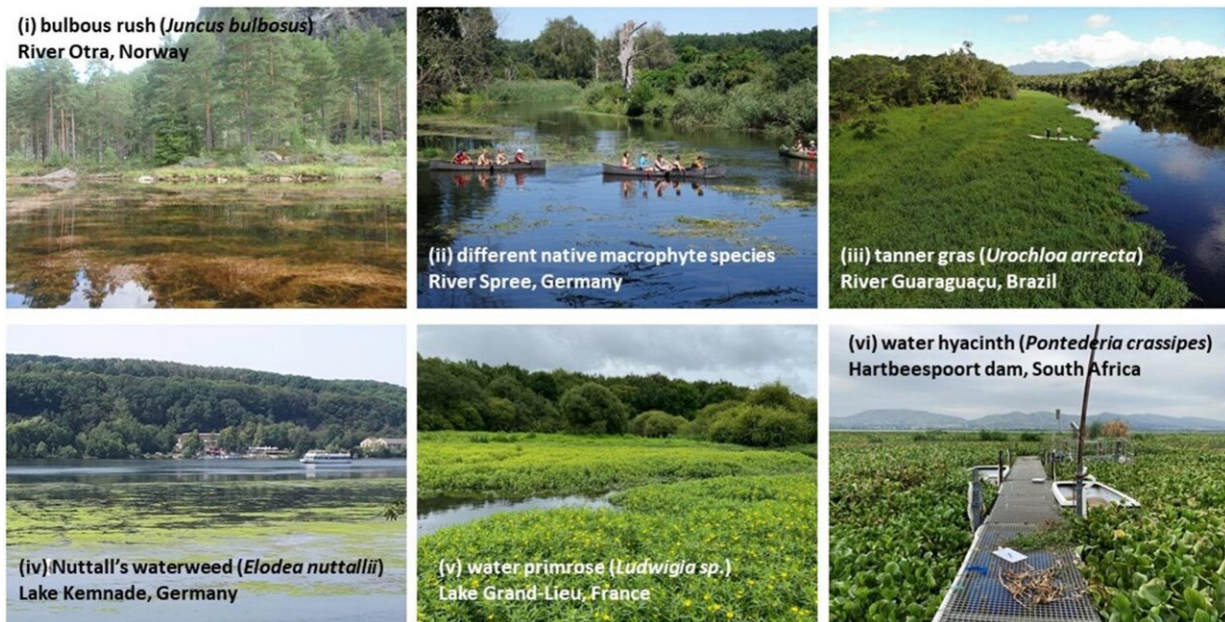 (i) bulbous rush (Juncus bulbosus)
River Otra, Norway
(ii) different native macrophyte species
River Spree, Germany
(iii) tanner gras (Urochloa arrecta)
River Guaraguaçu, Brazil
(iv) Nuttall's waterweed (Elodea nuttallii)
Lake Kemnade, Germany
(v) water primrose (Ludwigia sp.)
Lake Grand-Lieu, France
(vi) water hyacinth (Pontederia crassipes)
Hartbeespoort dam, South Africa